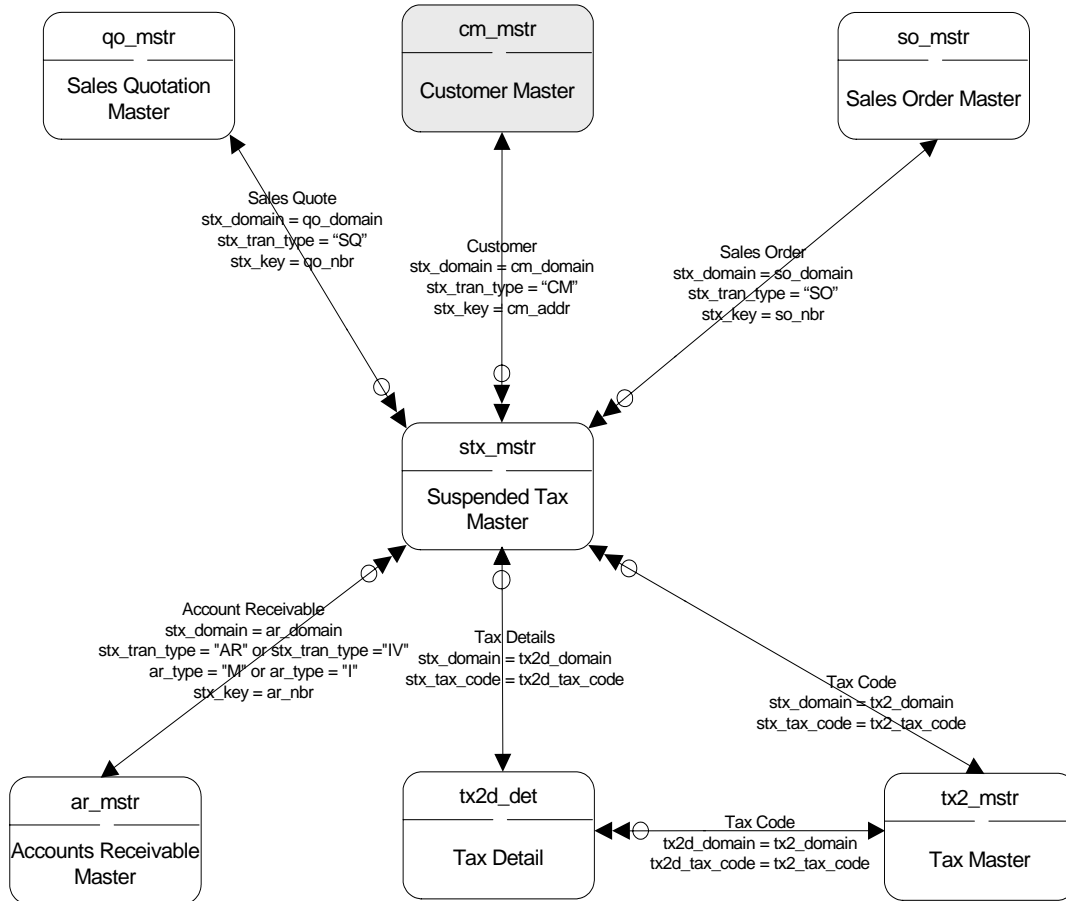 qo_mstr
Sales Quotation
Master
cm_mstr
Customer Master
so_mstr
Sales Order Master
Sales Quote
stx_domain = qo_domain
stx_tran_type = “SQ”
stx_key = qo_nbr
Customer
stx_domain = cm_domain
stx_tran_type = “CM”
stx_key = cm_addr
Sales Order
stx_domain = so_domain
stx_tran_type = “SO”
stx_key = so_nbr
stx_mstr
Suspended Tax
Master
Account Receivable
stx_domain = ar_domain
stx_tran_type = "AR" or stx_tran_type ="IV"
ar_type = "M" or ar_type = "I"
stx_key = ar_nbr
Tax Details
stx_domain = tx2d_domain
stx_tax_code = tx2d_tax_code
Tax Code
stx_domain = tx2_domain
stx_tax_code = tx2_tax_code
ar_mstr
Accounts Receivable
Master
tx2d_det
Tax Detail
Tax Code
tx2d_domain = tx2_domain
tx2d_tax_code = tx2_tax_code
tx2_mstr
Tax Master